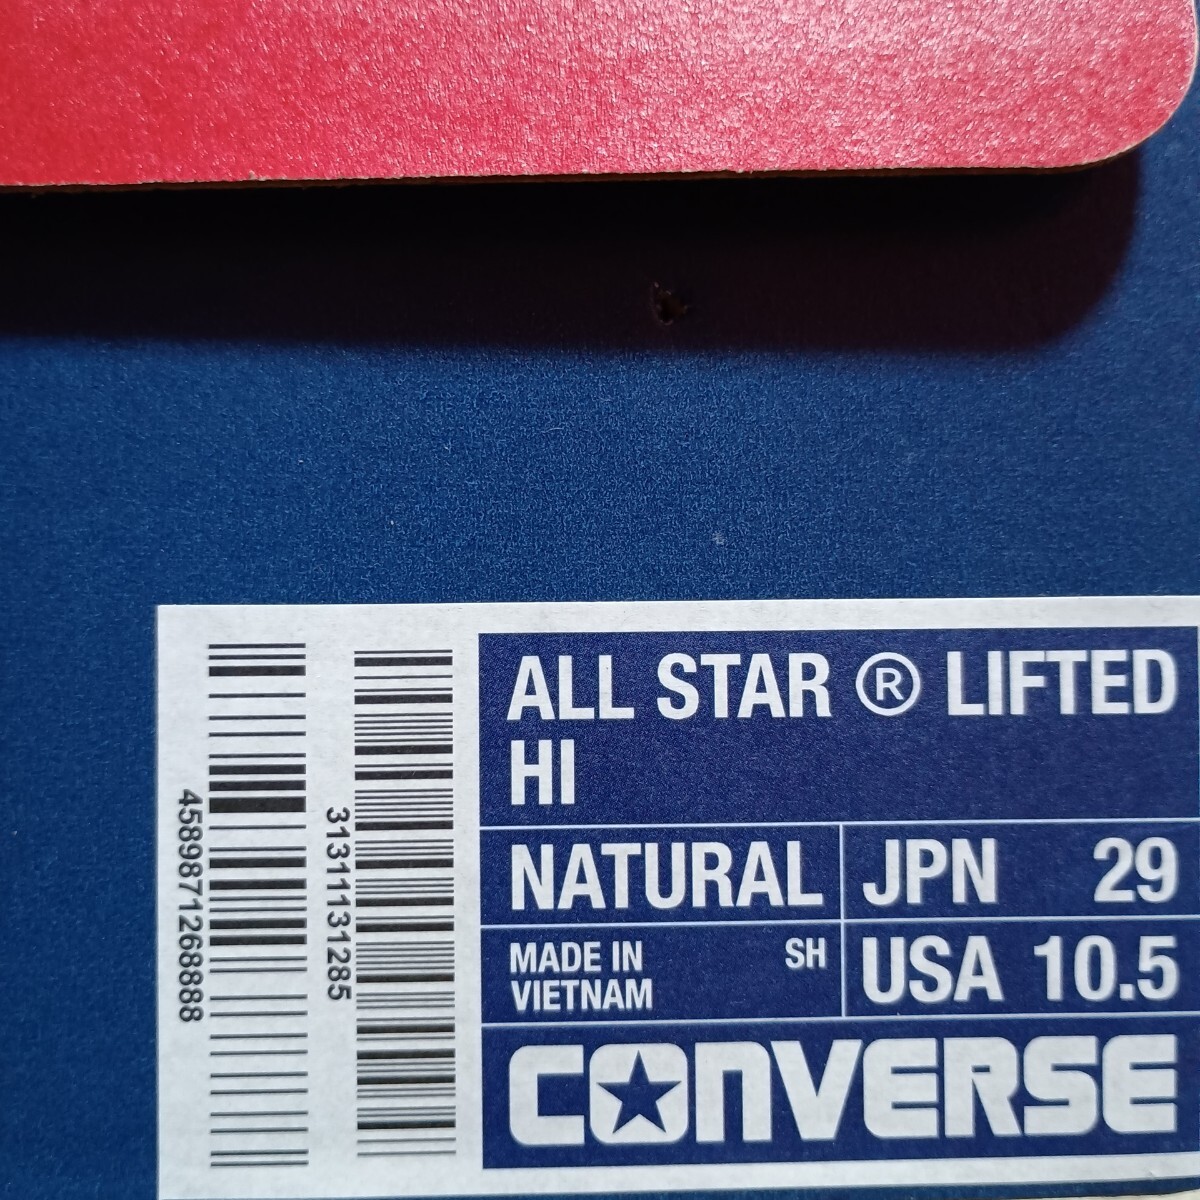 ALL STAR ® LIFTED
HI
NATURAL
JPN 29
MADE IN
VIETNAM
SH
USA 10.5
CONVERSE
4589871268888
31311131285